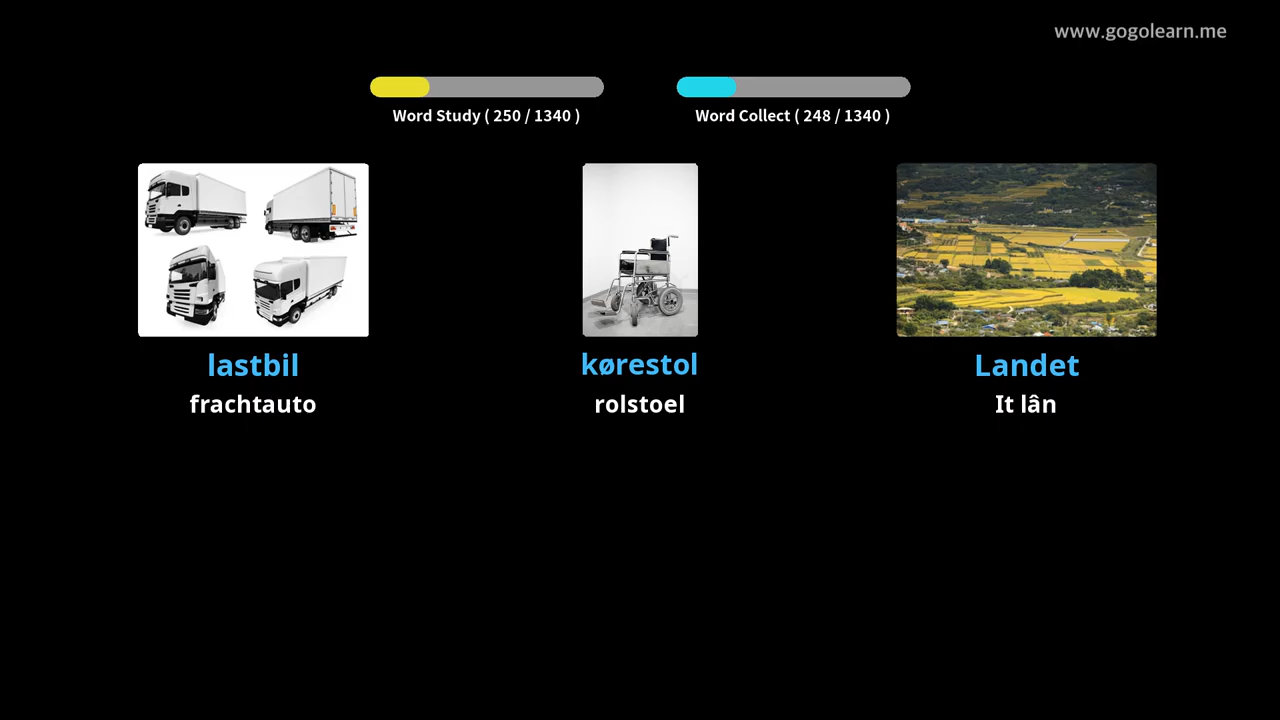 www.gogolearn.me
Word Study ( 250 / 1340 )
Word Collect ( 248 / 1340 )
lastbil
frachtauto
kørestol
rolstoel
Landet
It lân